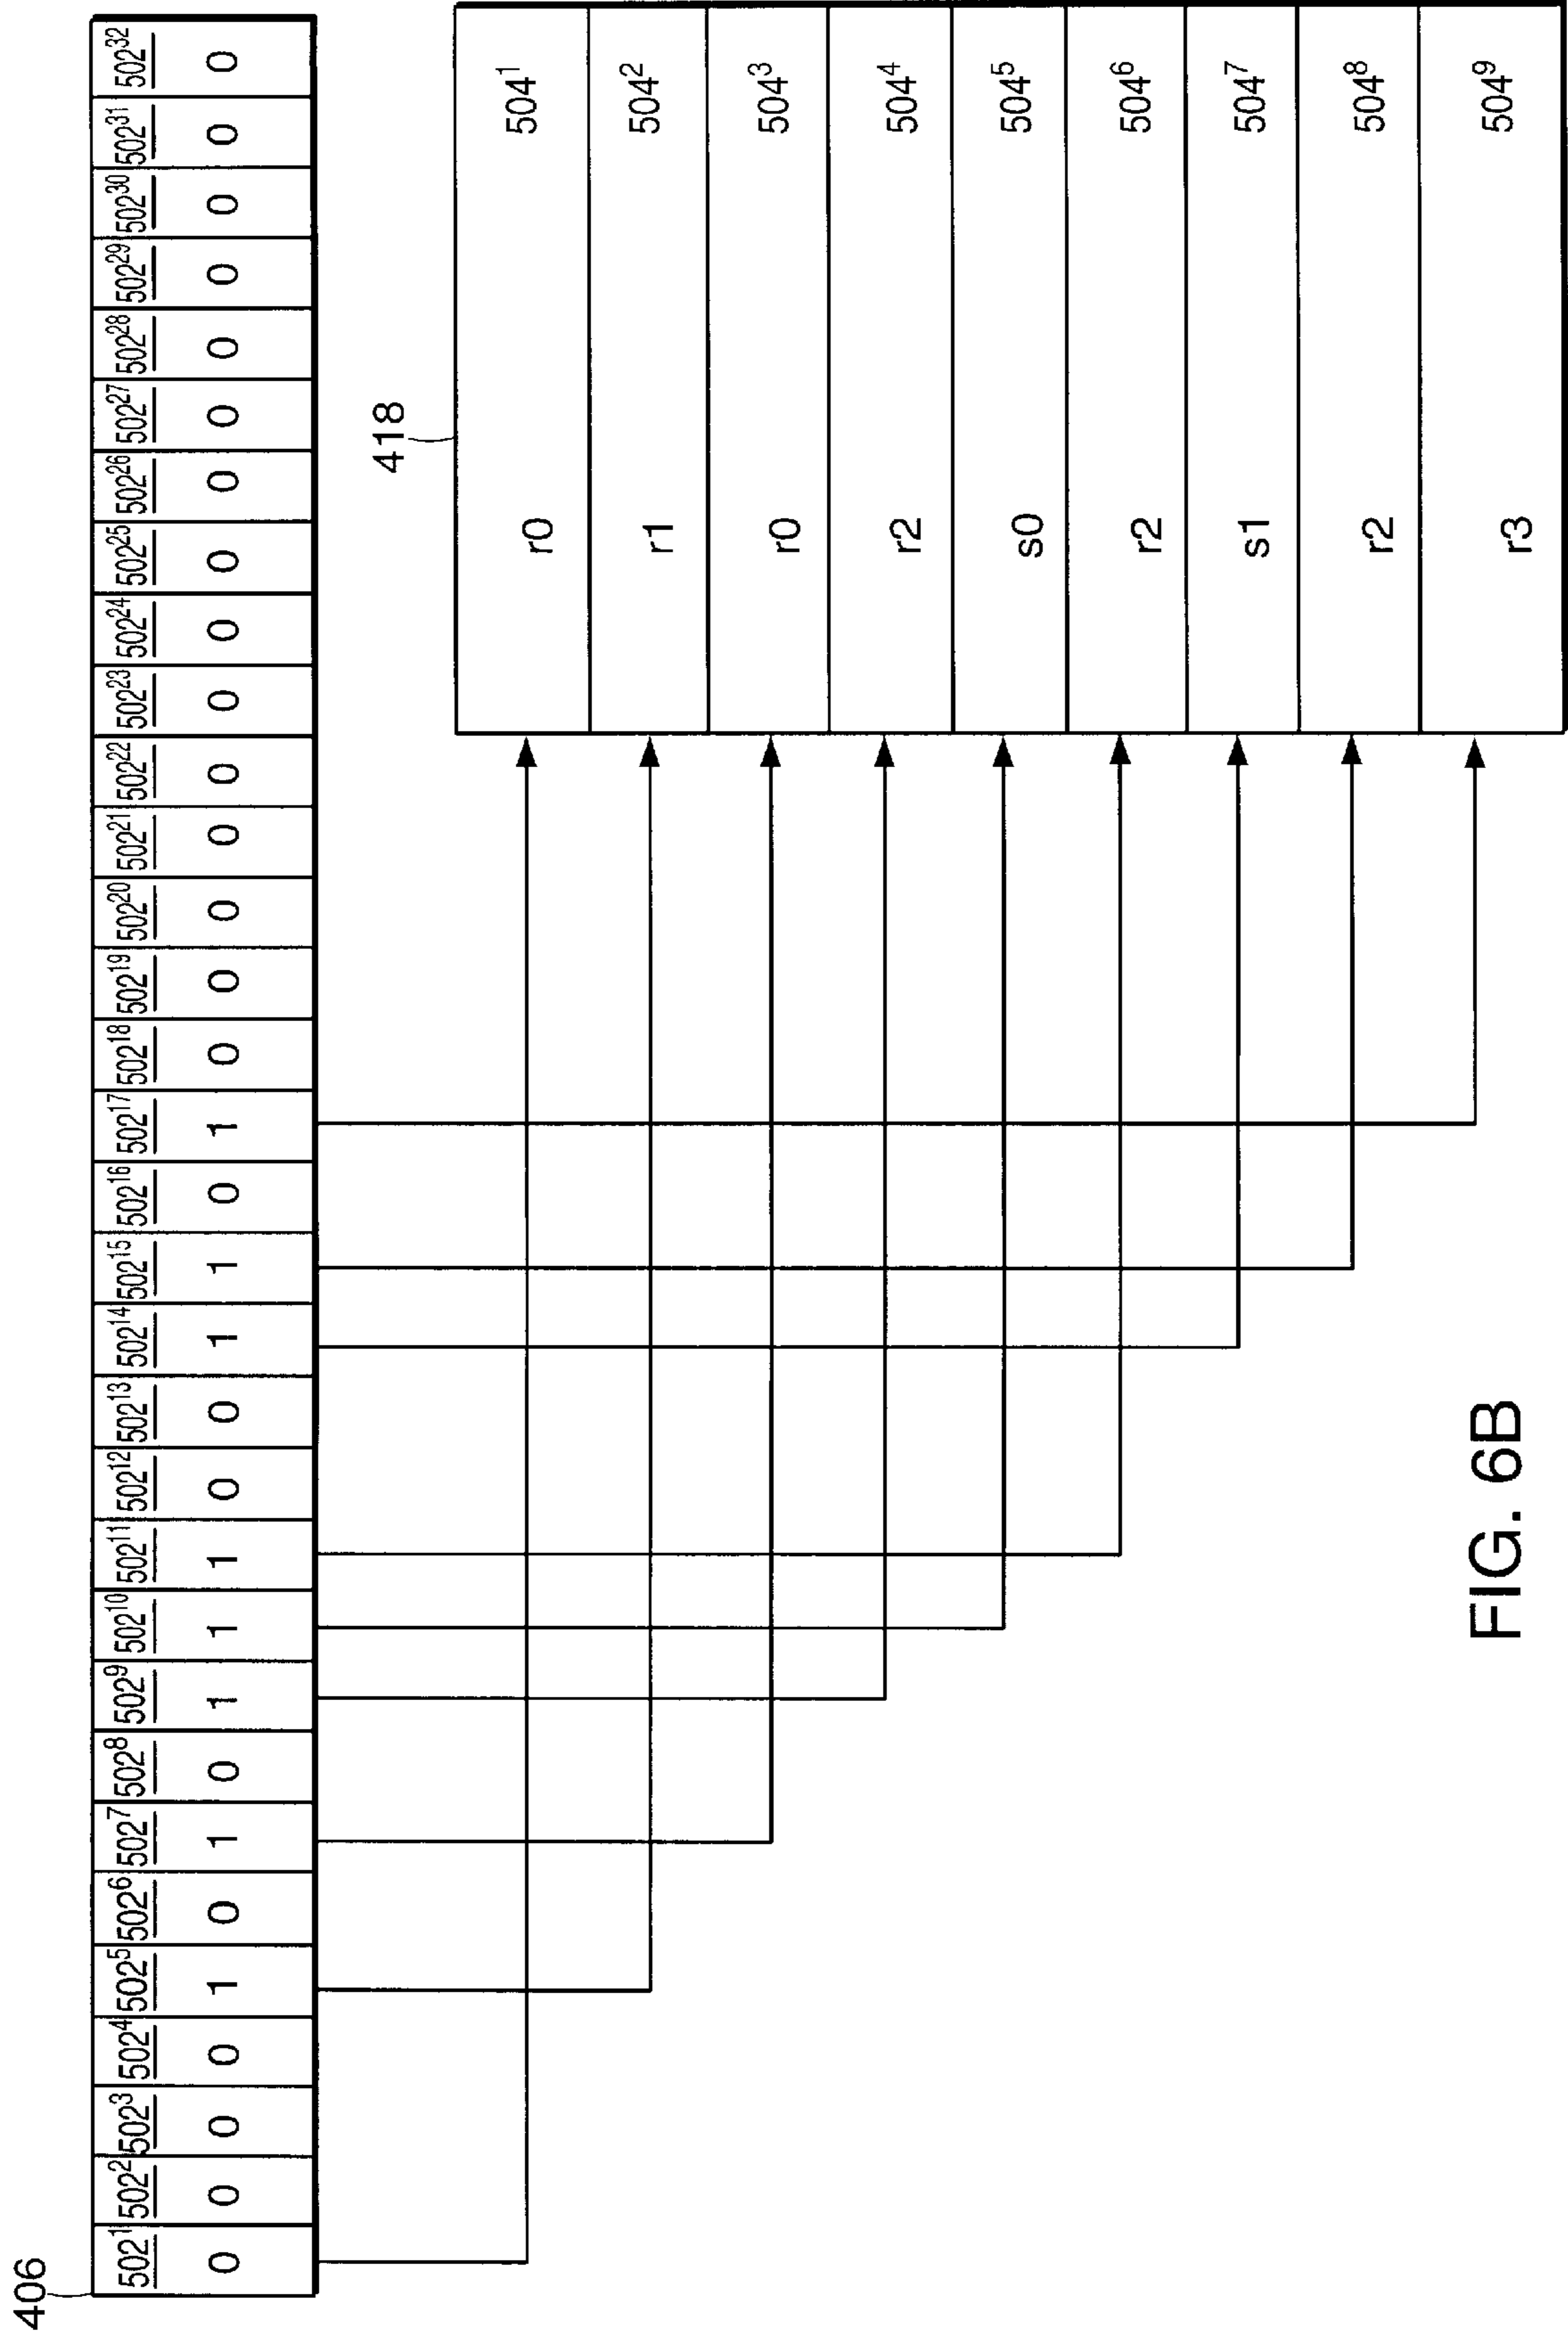 406
502¹ 502² 502³ 502⁴ 502⁵ 502⁶ 502⁷ 502⁸ 502⁹ 502¹⁰ 502¹¹ 502¹² 502¹³ 502¹⁴ 502¹⁵ 502¹⁶ 502¹⁷ 502¹⁸ 502¹⁹ 502²⁰ 502²¹ 502²² 502²³ 502²⁴ 502²⁵ 502²⁶ 502²⁷ 502²⁸ 502²⁹ 502³⁰ 502³¹ 502³²
0 0 0 0 1 0 1 0 1 1 1 0 0 1 1 0 1 0 0 0 0 0 0 0 0 0 0 0 0 0 0 0
418
r0 504¹
r1 504²
r0 504³
r2 504⁴
s0 504⁵
r2 504⁶
s1 504⁷
r2 504⁸
r3 504⁹
FIG. 6B